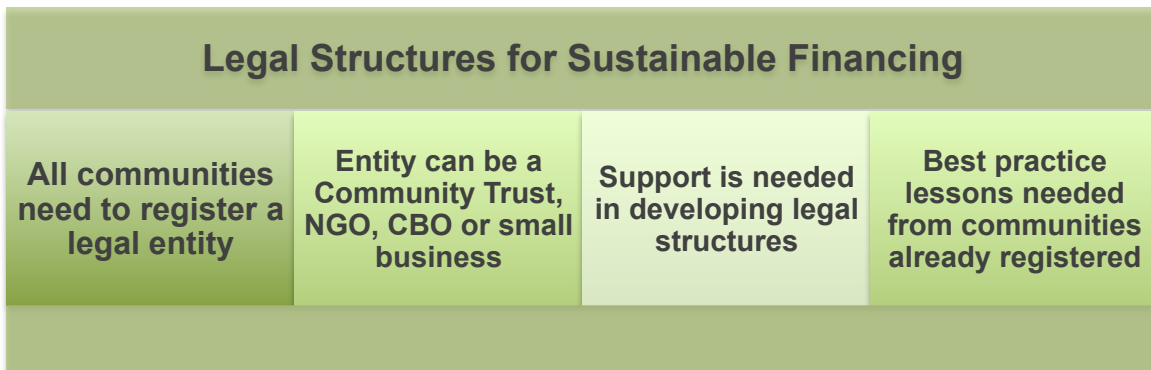 Legal Structures for Sustainable Financing
All communities
need to register a
legal entity
Entity can be a
Community Trust,
NGO, CBO or small
business
Support is needed
in developing legal
structures
Best practice
lessons needed
from communities
already registered